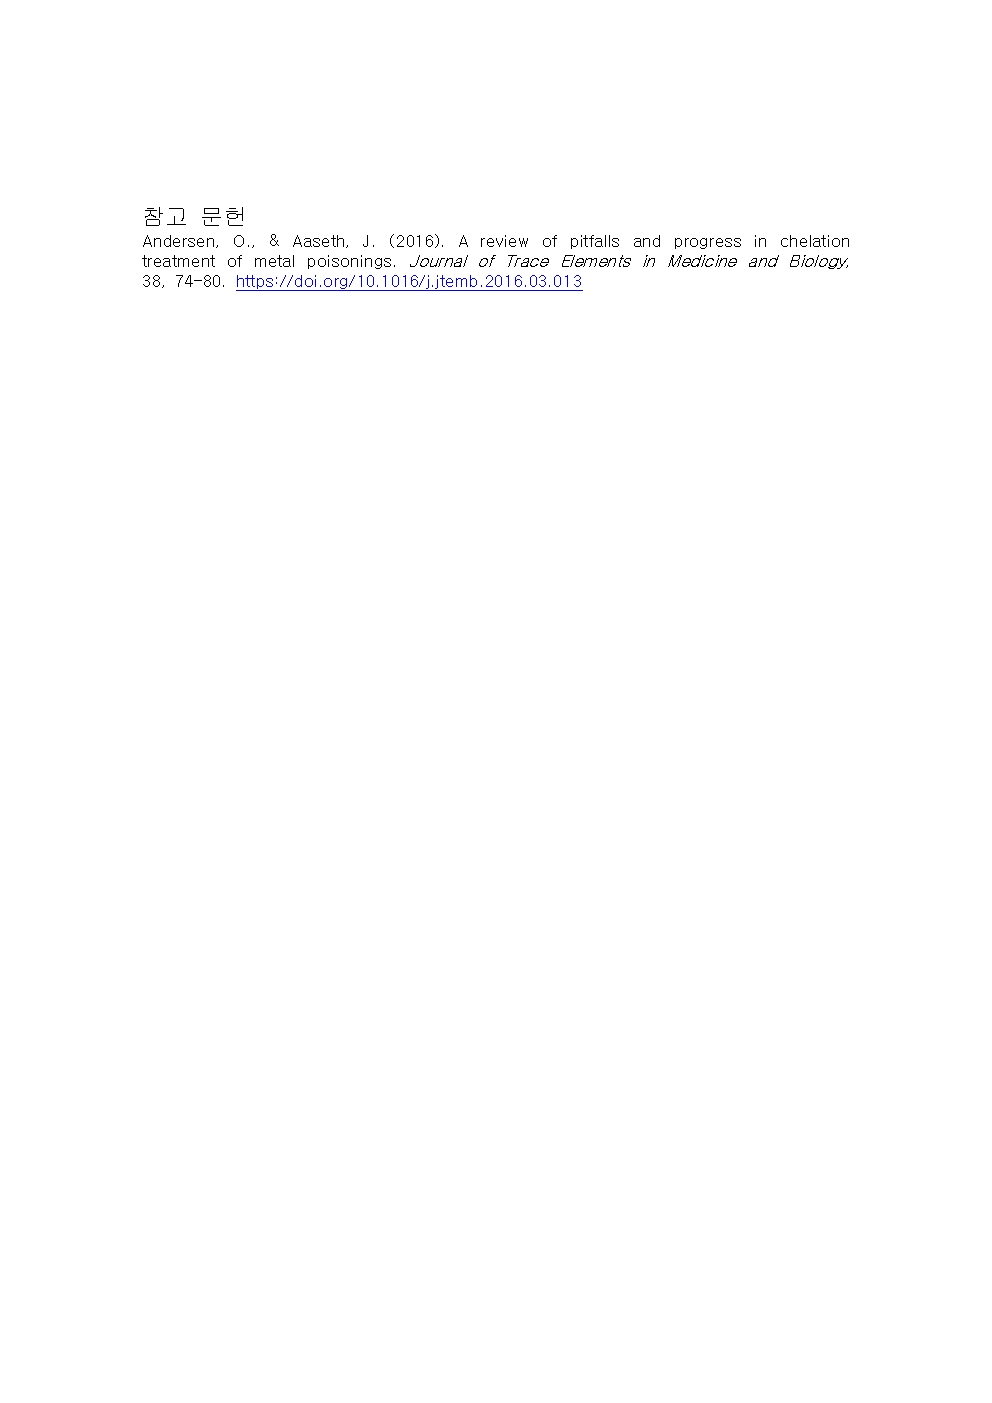 참고 문헌
Andersen, O., & Aaseth, J. (2016). A review of pitfalls and progress in chelation
treatment of metal poisonings. Journal of Trace Elements in Medicine and Biology,
38, 74-80. https://doi.org/10.1016/j.jtemb.2016.03.013